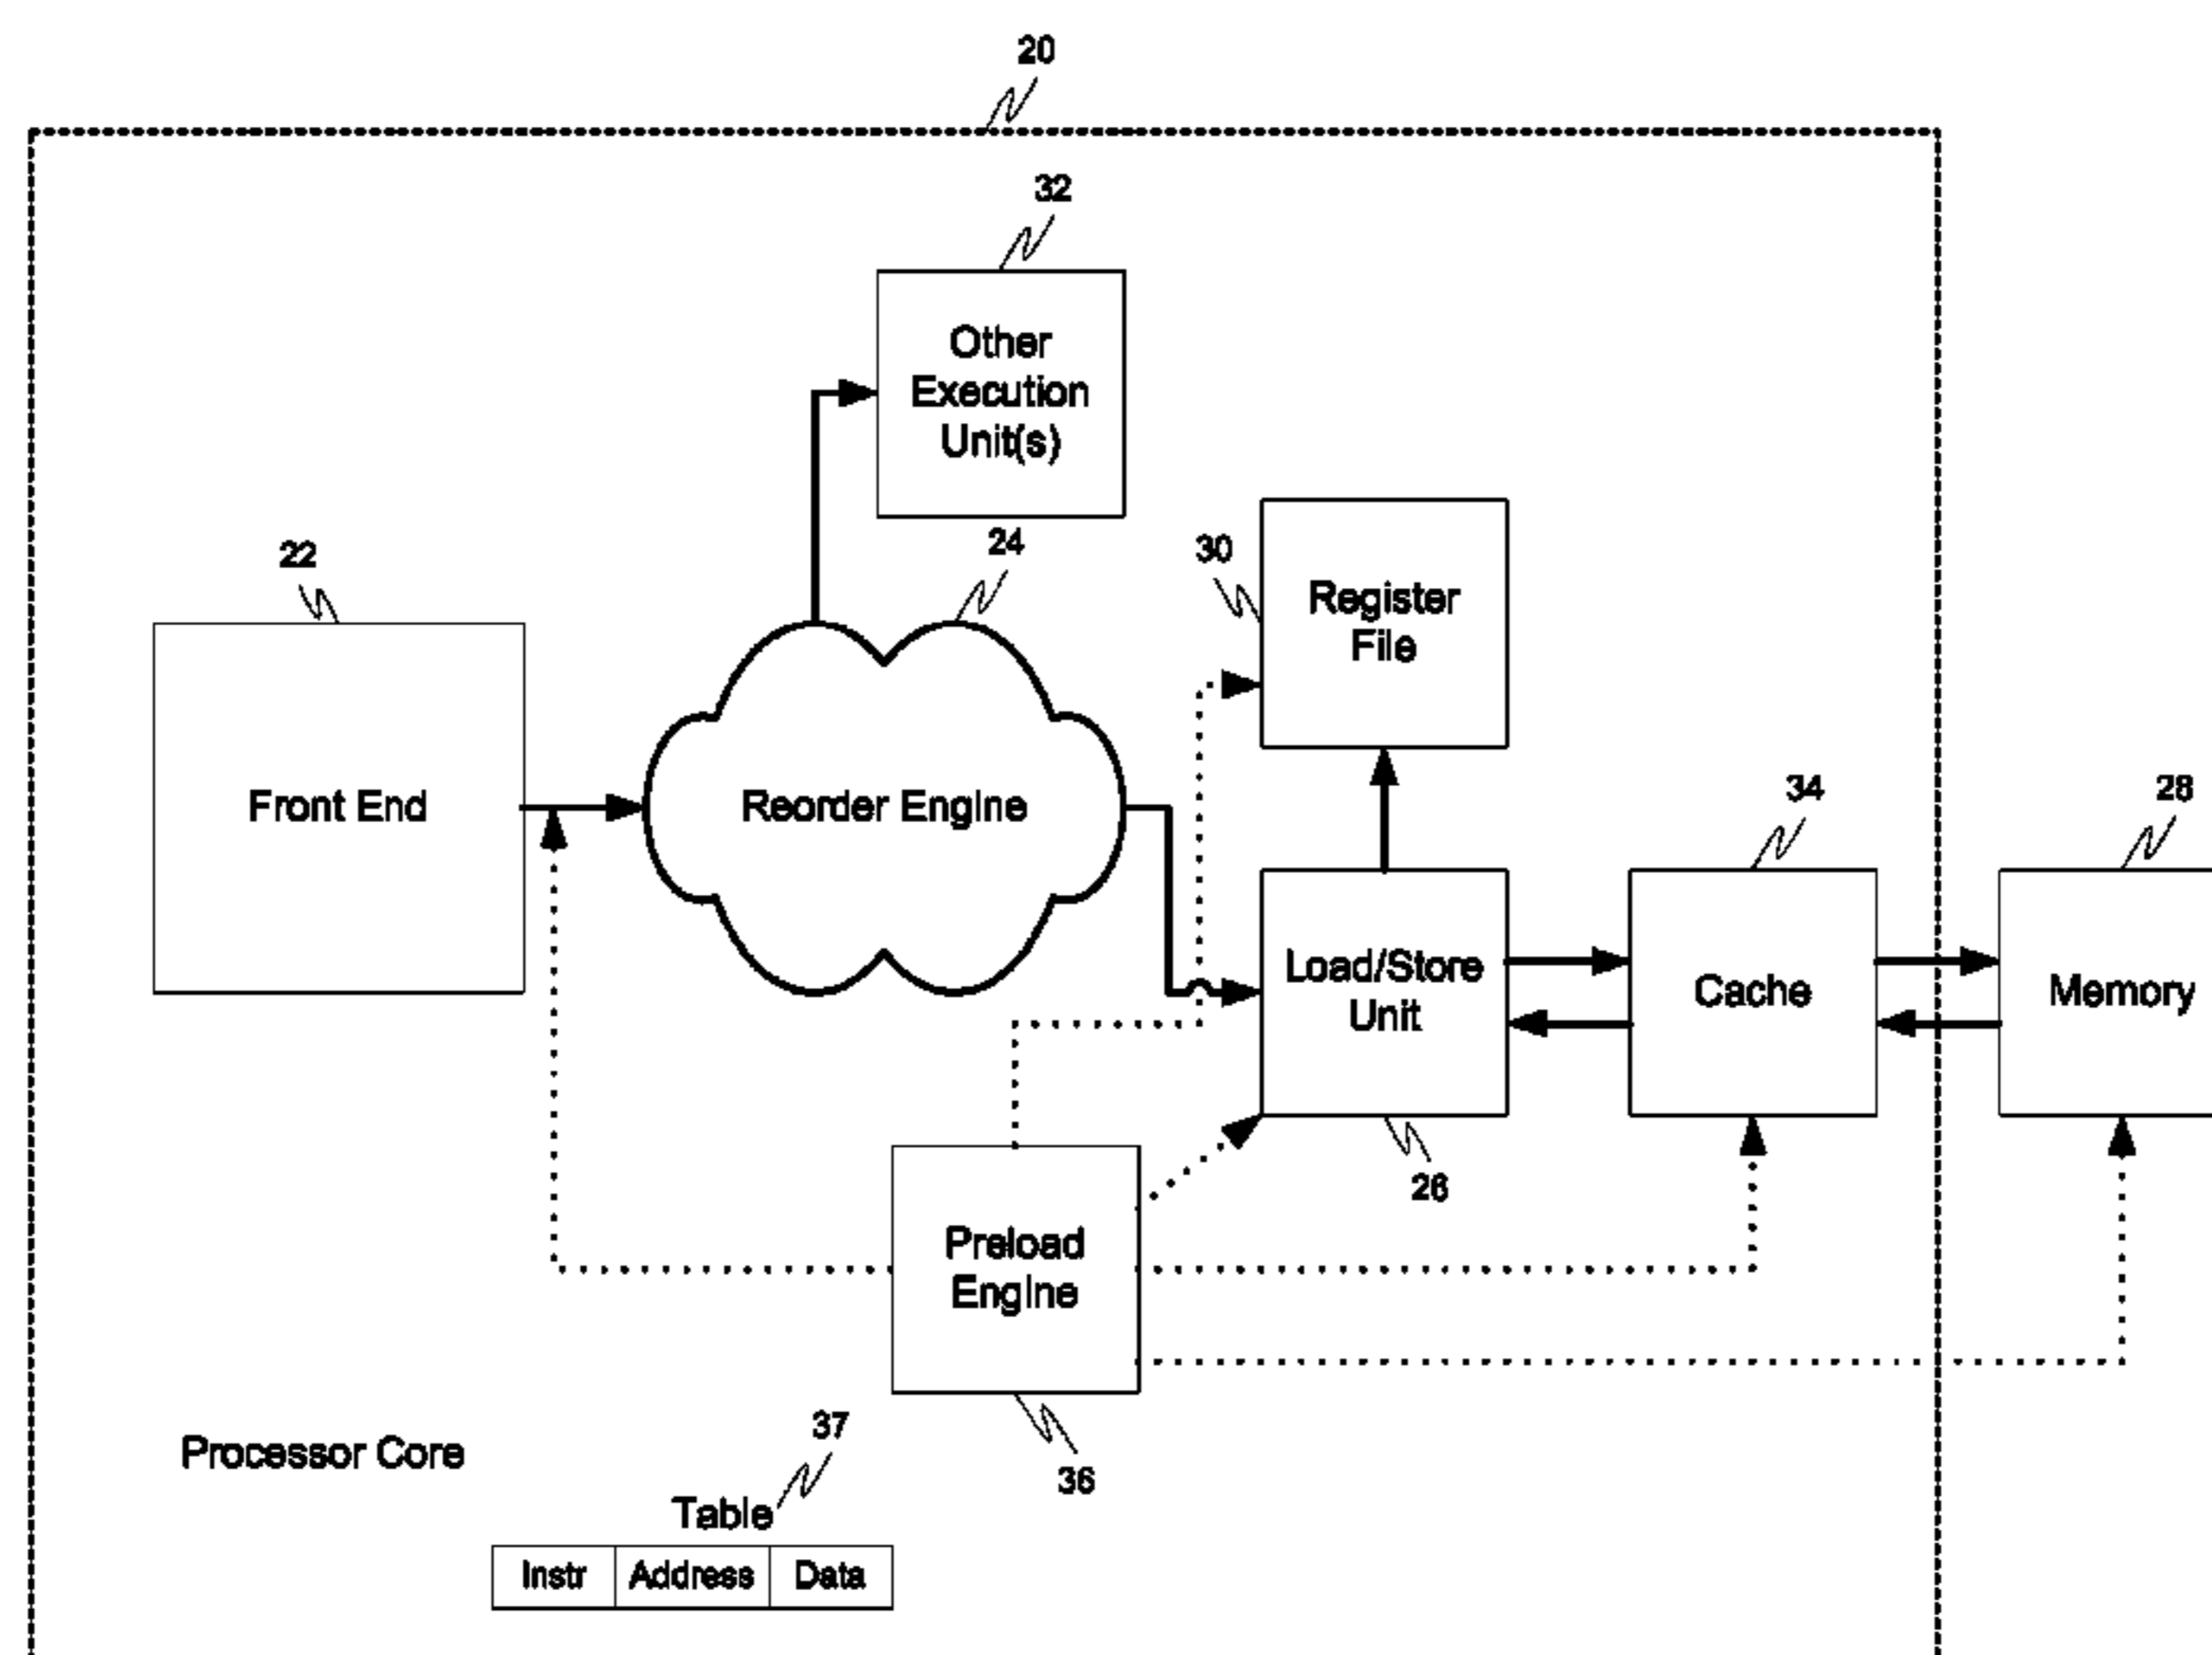 20
32
Other
Execution
Unit(s)
22
24
30
Register
File
Front End
Reorder Engine
34
28
Load/Store
Unit
Cache
Memory
26
Preload
Engine
36
Processor Core
37
Table
Instr Address Data